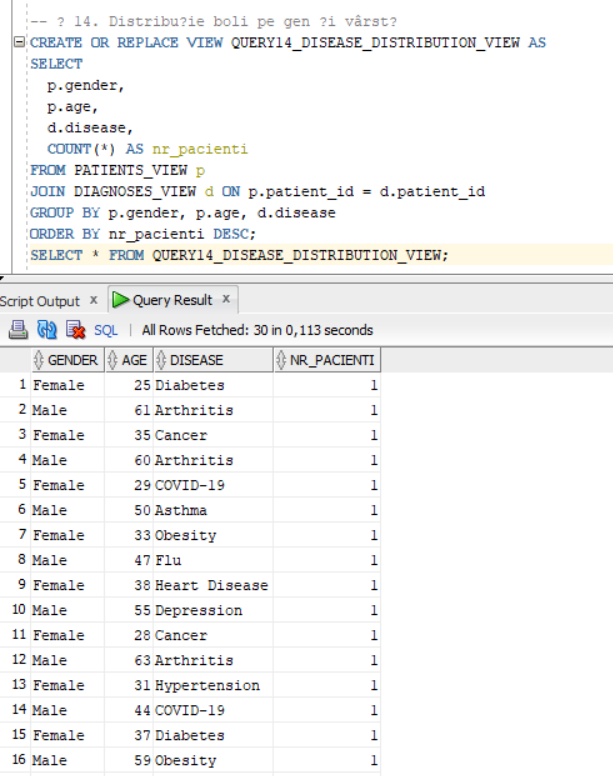 -- ? 14. Distribu?ie boli pe gen ?i vârst?
CREATE OR REPLACE VIEW QUERY14_DISEASE_DISTRIBUTION_VIEW AS
SELECT
p.gender,
p.age,
d.disease,
COUNT(*) AS nr_pacienti
FROM PATIENTS_VIEW p
JOIN DIAGNOSES_VIEW d ON p.patient_id = d.patient_id
GROUP BY p.gender, p.age, d.disease
ORDER BY nr_pacienti DESC;
SELECT * FROM QUERY14_DISEASE_DISTRIBUTION_VIEW;
Script Output x Query Result x
SQL | All Rows Fetched: 30 in 0,113 seconds
GENDER AGE DISEASE NR_PACIENTI
1 Female 25 Diabetes 1
2 Male 61 Arthritis 1
3 Female 35 Cancer 1
4 Male 60 Arthritis 1
5 Female 29 COVID-19 1
6 Male 50 Asthma 1
7 Female 33 Obesity 1
8 Male 47 Flu 1
9 Female 38 Heart Disease 1
10 Male 55 Depression 1
11 Female 28 Cancer 1
12 Male 63 Arthritis 1
13 Female 31 Hypertension 1
14 Male 44 COVID-19 1
15 Female 37 Diabetes 1
16 Male 59 Obesity 1